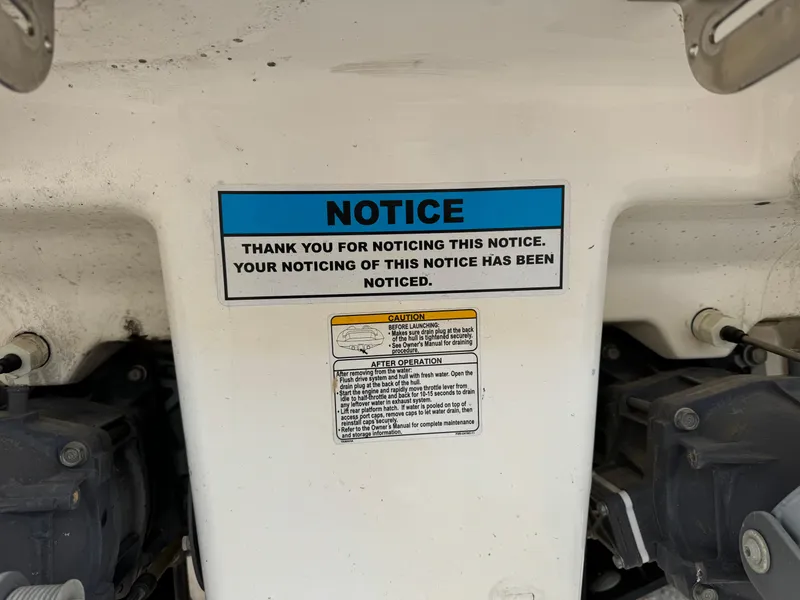 NOTICE
THANK YOU FOR NOTICING THIS NOTICE.
YOUR NOTICING OF THIS NOTICE HAS BEEN
NOTICED.
CAUTION
BEFORE LAUNCHING:
• Makes sure drain plug at the back
of the hull is tightened securely.
• See Owner's Manual for draining
procedure.
AFTER OPERATION
After removing from the water:
Flush drive system and hull with fresh water. Open the
drain plug at the back of the hull.
• Start the engine and rapidly move throttle lever from
idle to half-throttle and back for 10-15 seconds to drain
any leftover water in exhaust system.
• Lift rear platform hatch. If water is pooled on top of
access port caps, remove caps to let water drain, then
reinstall caps securely.
• Refer to the Owner's Manual for complete maintenance
and storage information.